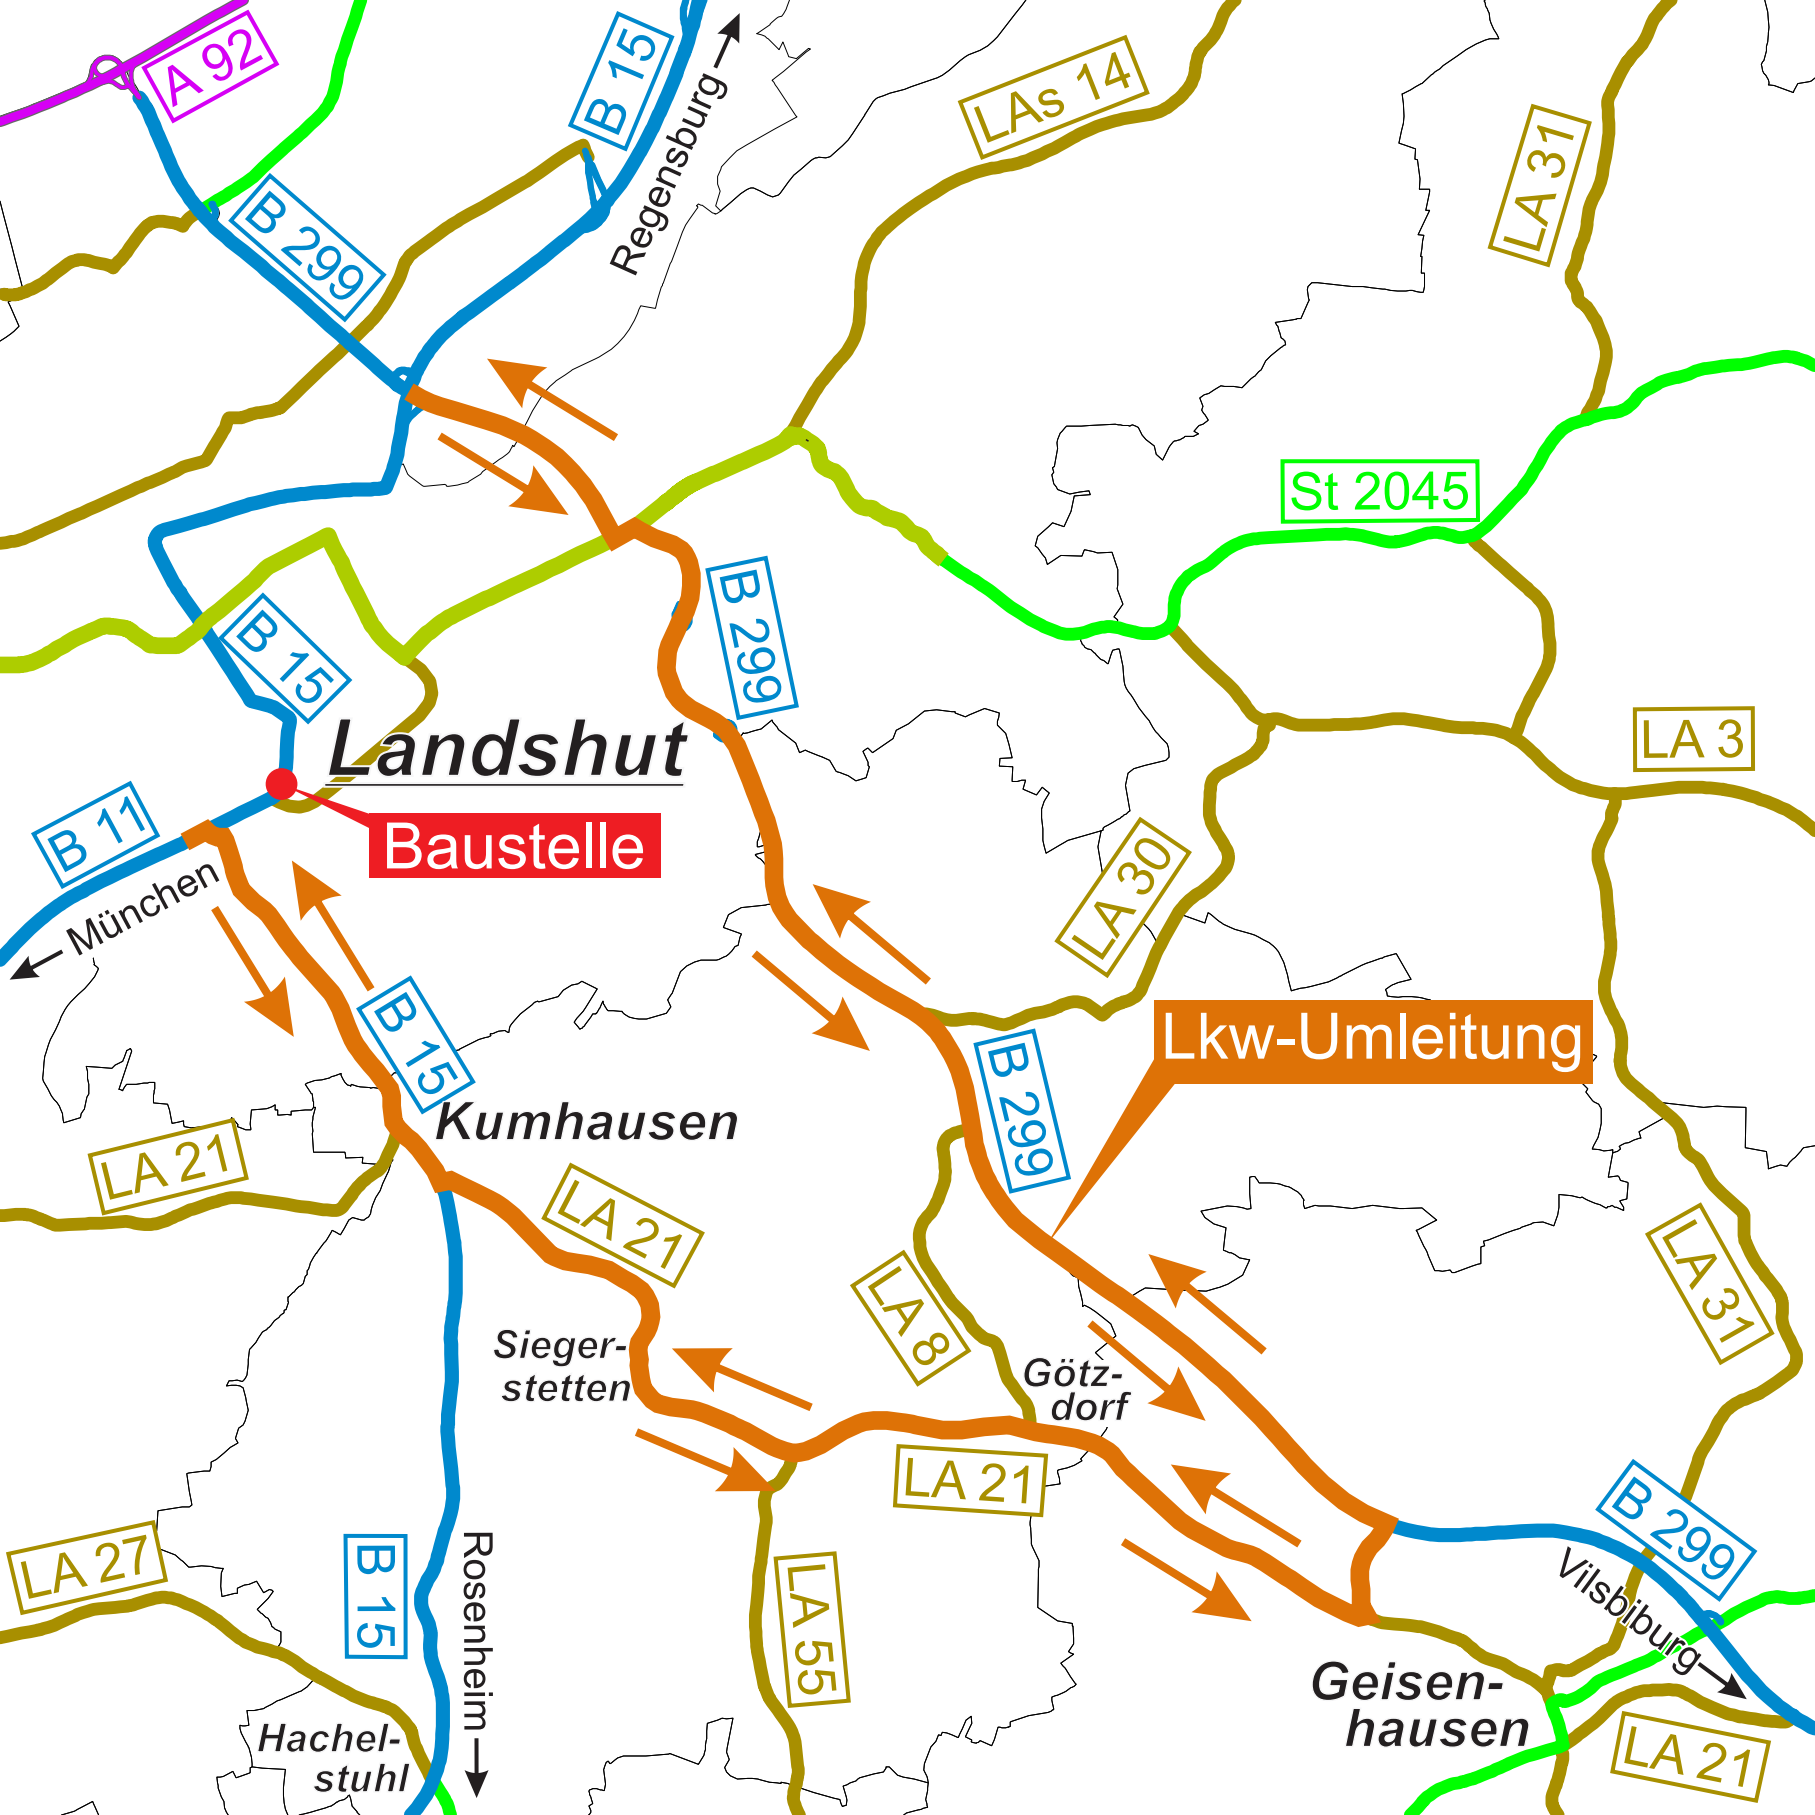 A 92
B 15
Regensburg
LAs 14
LA 31
B 299
St 2045
B 299
B 15
Landshut
LA 3
B 11
Baustelle
München
LA 30
B 15
Lkw-Umleitung
B 299
Kumhausen
LA 21
LA 21
LA 8
LA 31
Sieger-
stetten
Götz-
dorf
LA 21
B 299
LA 27
B 15
Rosenheim
LA 55
Vilsbiburg
Geisen-
hausen
Hachel-
stuhl
LA 21